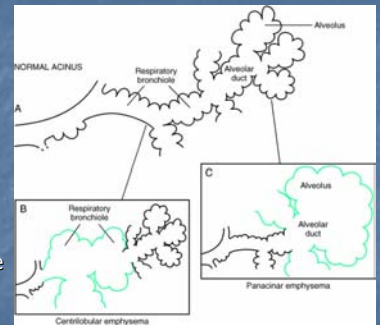 Alveolus
NORMAL ACINUS
Respiratory
bronchiole
Alveolar
duct
A
C
Alveolus
B
Respiratory
bronchiole
Alveolar
duct
e
Panacinar emphysema
Centrilobular emphysema